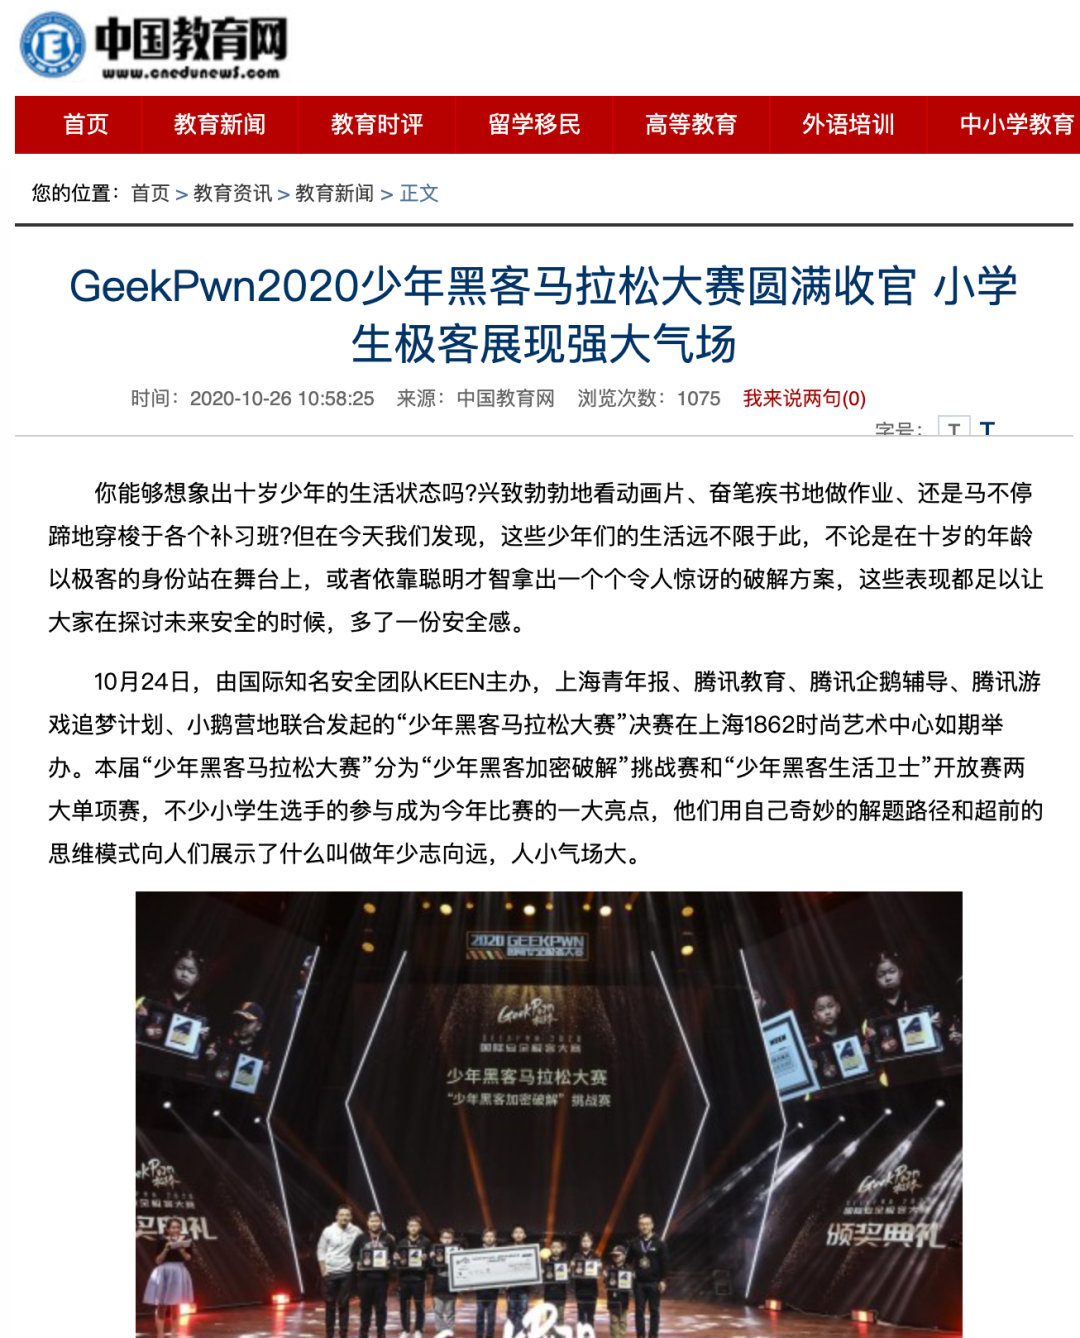 中国教育网
www.cnedunews.com
首页 教育新闻 教育时评 留学移民 高等教育 外语培训 中小学教育
您的位置：首页 > 教育资讯 > 教育新闻 > 正文
GeekPwn2020少年黑客马拉松大赛圆满收官 小学
生极客展现强大气场
时间：2020-10-26 10:58:25 来源：中国教育网 浏览次数：1075 我来说两句(0)
字号： T T
你能够想象出十岁少年的生活状态吗?兴致勃勃地看动画片、奋笔疾书地做作业、还是马不停
蹄地穿梭于各个补习班?但在今天我们发现，这些少年们的生活远不限于此，不论是在十岁的年龄
以极客的身份站在舞台上，或者依靠聪明才智拿出一个个令人惊讶的破解方案，这些表现都足以让
大家在探讨未来安全的时候，多了一份安全感。
10月24日，由国际知名安全团队KEEN主办，上海青年报、腾讯教育、腾讯企鹅辅导、腾讯游
戏追梦计划、小鹅营地联合发起的“少年黑客马拉松大赛”决赛在上海1862时尚艺术中心如期举
办。本届“少年黑客马拉松大赛”分为“少年黑客加密破解”挑战赛和“少年黑客生活卫士”开放赛两
大单项赛，不少小学生选手的参与成为今年比赛的一大亮点，他们用自己奇妙的解题路径和超前的
思维模式向人们展示了什么叫做年少志向远，人小气场大。
2020 GEEKPWN
国际安全极客大赛
GeekPwn
极棒
GEEKPWN 2020
国际安全极客大赛
少年黑客马拉松大赛
“少年黑客加密破解”挑战赛
GeekPwn
极棒
国际安全极客大赛
颁奖典礼